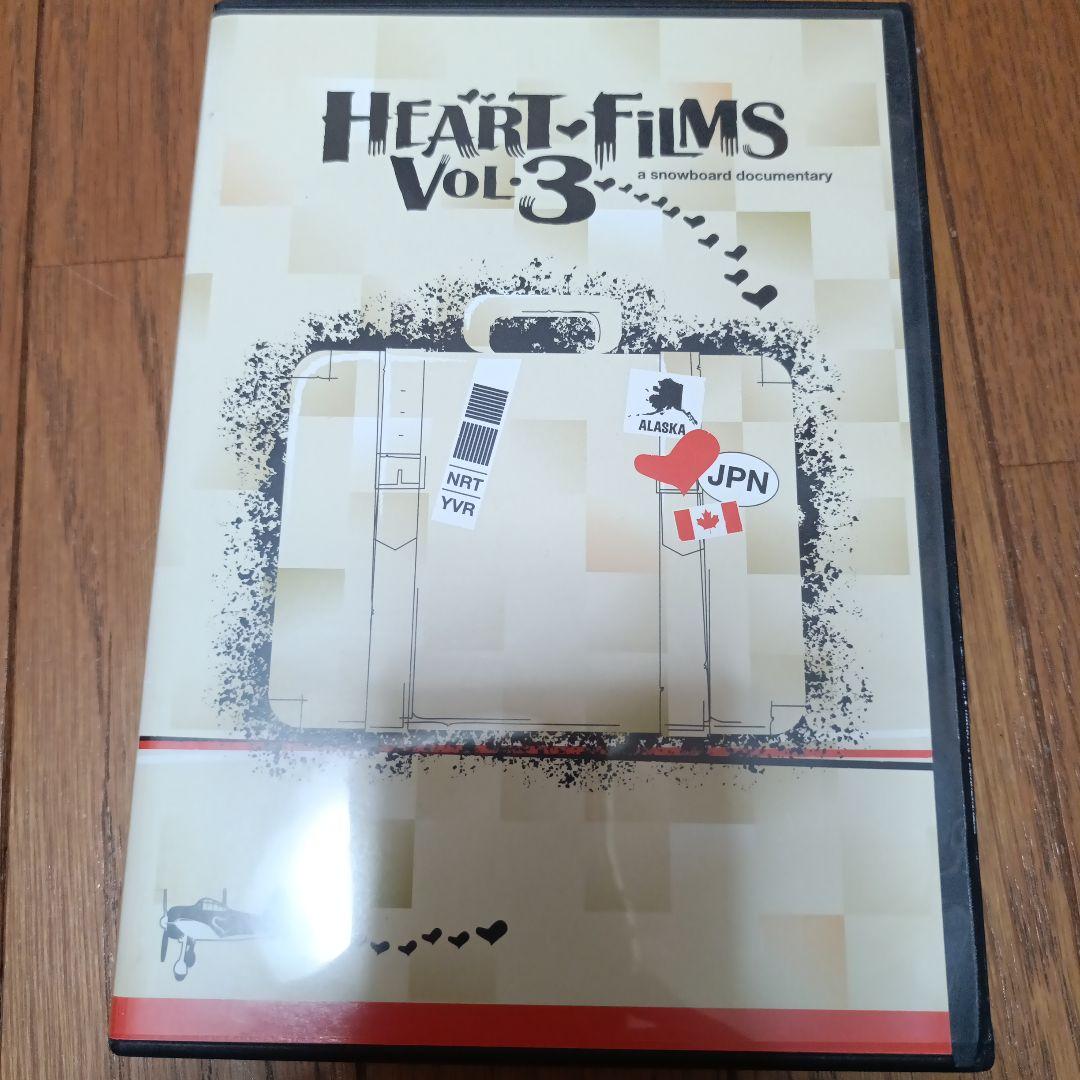 HEART FiLMS
VOL.3
a snowboard documentary
ALASKA
JPN
NRT
YVR